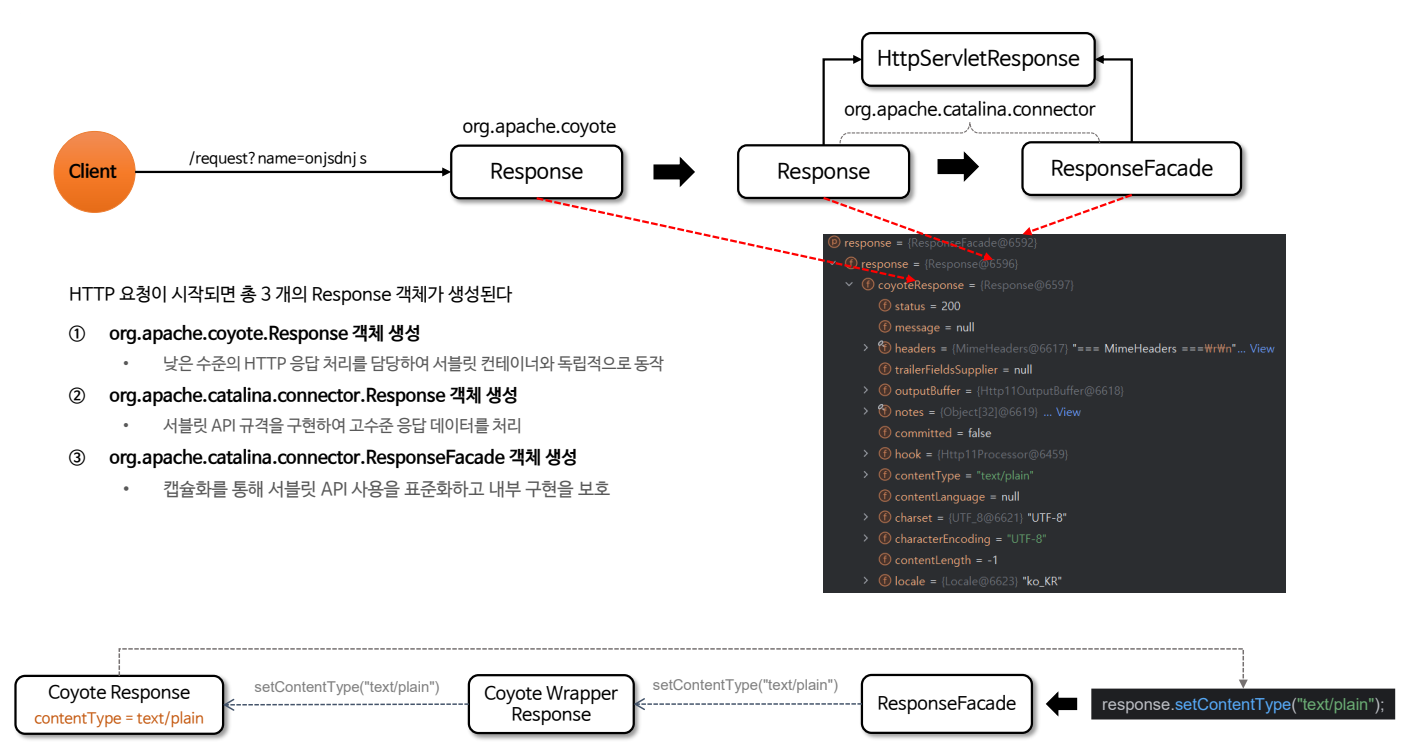 HttpServletResponse
org.apache.coyote
org.apache.catalina.connector
Client
/request?name=onjsdnj s
Response
Response
ResponseFacade
response = {ResponseFacade@6592}
response = {Response@6596}
coyoteResponse = {Response@6597}
status = 200
message = null
headers = {MimeHeaders@6617} "=== MimeHeaders ===₩r₩n"... View
trailerFieldsSupplier = null
outputBuffer = {Http11OutputBuffer@6618}
notes = {Object[32]@6619} ... View
committed = false
hook = {Http11Processor@6459}
contentType = "text/plain"
contentLanguage = null
charset = {UTF_8@6621} "UTF-8"
characterEncoding = "UTF-8"
contentLength = -1
locale = {Locale@6623} "ko_KR"
HTTP 요청이 시작되면 총 3 개의 Response 객체가 생성된다
① org.apache.coyote.Response 객체 생성
• 낮은 수준의 HTTP 응답 처리를 담당하여 서블릿 컨테이너와 독립적으로 동작
② org.apache.catalina.connector.Response 객체 생성
• 서블릿 API 규격을 구현하여 고수준 응답 데이터를 처리
③ org.apache.catalina.connector.ResponseFacade 객체 생성
• 캡슐화를 통해 서블릿 API 사용을 표준화하고 내부 구현을 보호
Coyote Response
contentType = text/plain
setContentType("text/plain")
Coyote Wrapper
Response
setContentType("text/plain")
ResponseFacade
response.setContentType("text/plain");